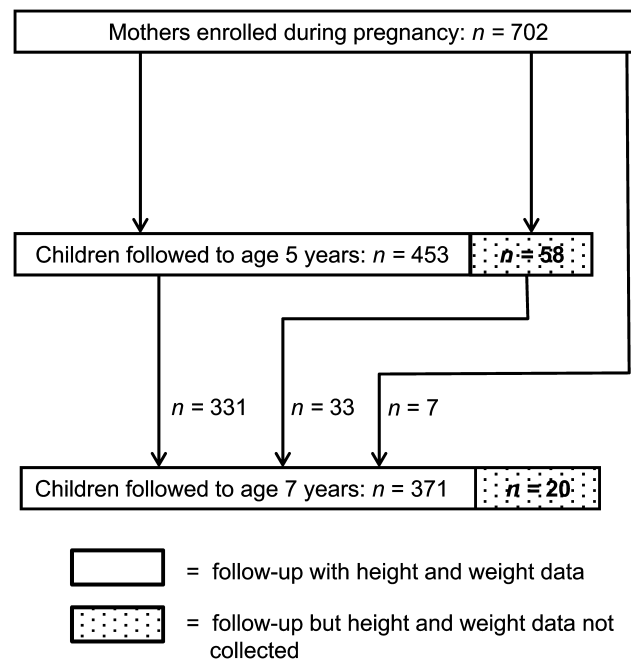 Mothers enrolled during pregnancy: n = 702
Children followed to age 5 years: n = 453
n = 58
n = 331
n = 33
n = 7
Children followed to age 7 years: n = 371
n = 20
= follow-up with height and weight data
= follow-up but height and weight data not
collected